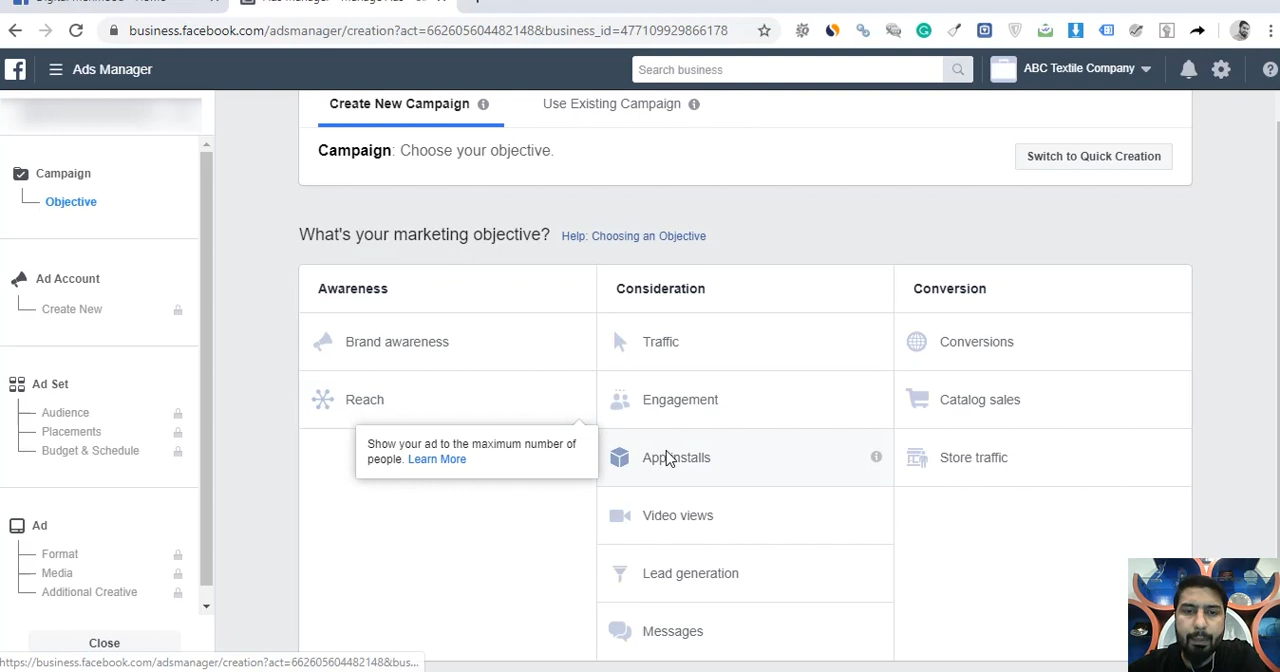 business.facebook.com/adsmanager/creation?act=662605604482148&business_id=477109929866178
Ads Manager
Search business
ABC Textile Company
Create New Campaign
Use Existing Campaign
Campaign: Choose your objective.
Switch to Quick Creation
Campaign
Objective
Ad Account
Create New
Ad Set
Audience
Placements
Budget & Schedule
Ad
Format
Media
Additional Creative
Close
What's your marketing objective?
Help: Choosing an Objective
Awareness
Consideration
Conversion
Brand awareness
Traffic
Conversions
Reach
Engagement
Catalog sales
Show your ad to the maximum number of
people. Learn More
App installs
Store traffic
Video views
Lead generation
Messages
https://business.facebook.com/adsmanager/creation?act=662605604482148&bus...